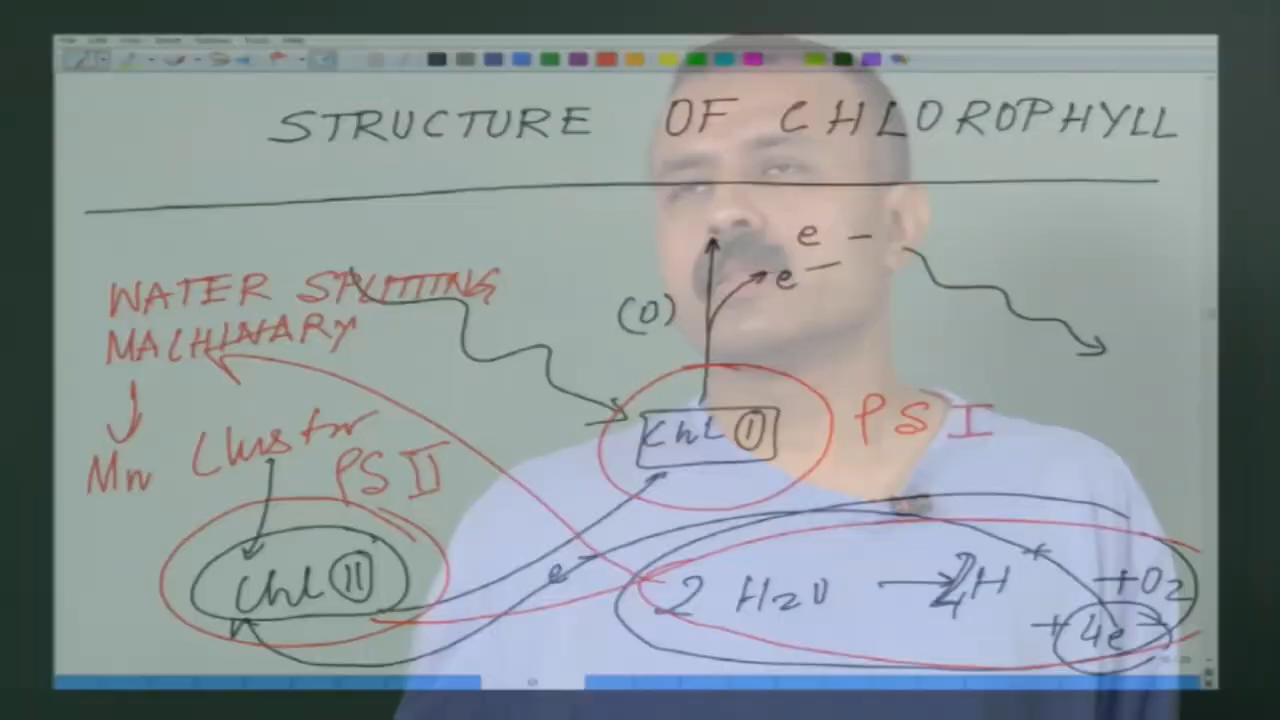 STRUCTURE OF CHLOROPHYLL
e -
e -
(0)
WATER SPLITTING
MACHINARY
Mn Cluster
PS II
Chl I
PS I
Chl II
e
2 H2O → 4H + O2
+ 4e -